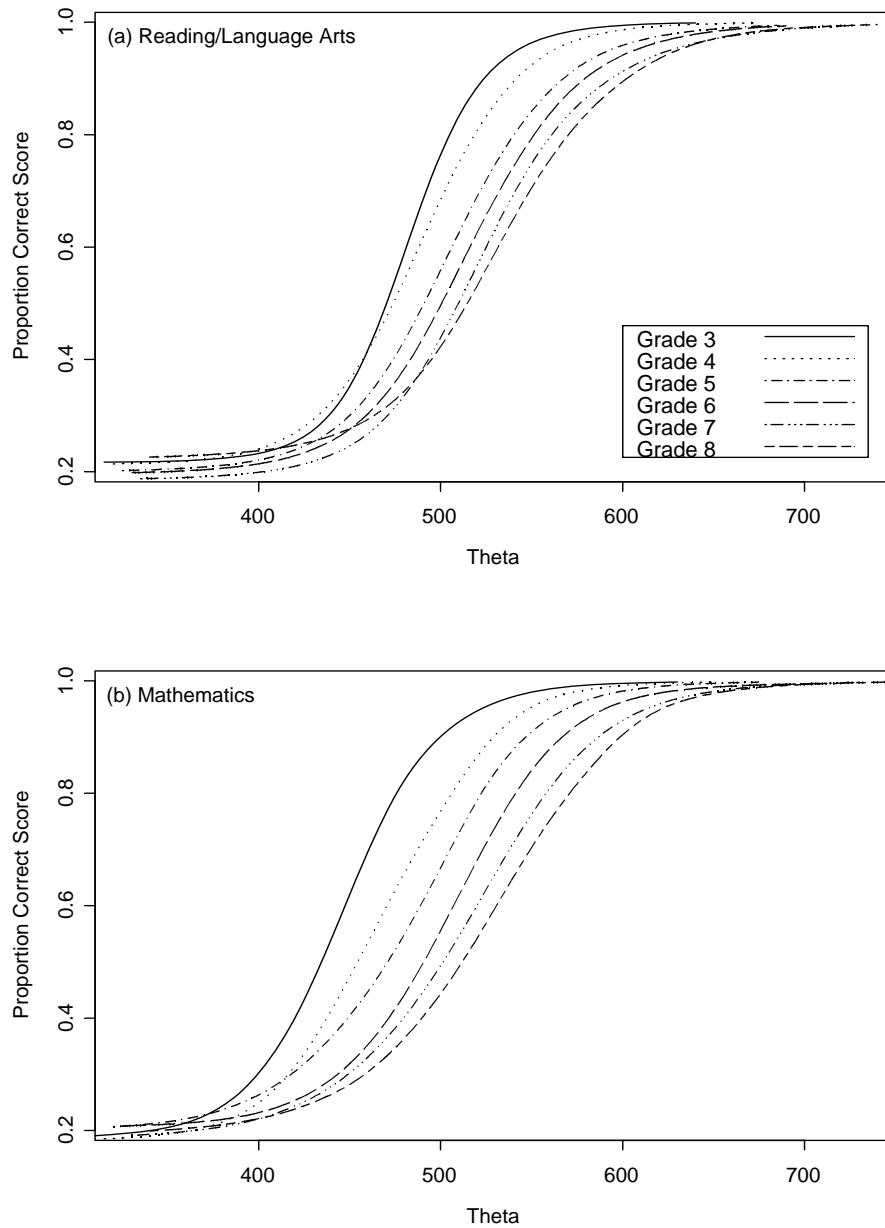 (a) Reading/Language Arts
Proportion Correct Score
1.0
0.8
0.6
0.4
0.2
Grade 3
Grade 4
Grade 5
Grade 6
Grade 7
Grade 8
400 500 600 700
Theta
(b) Mathematics
Proportion Correct Score
1.0
0.8
0.6
0.4
0.2
400 500 600 700
Theta